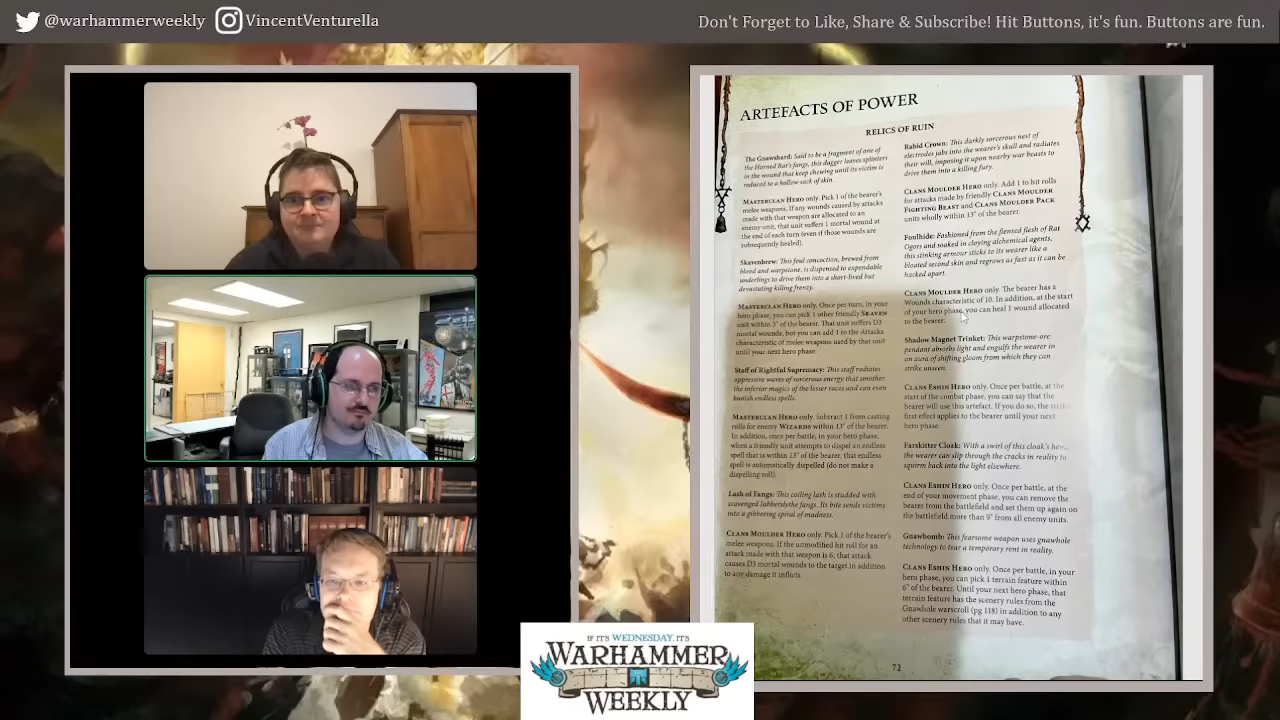 @warhammerweekly VincentVenturella
Don't Forget to Like, Share & Subscribe! Hit Buttons, it's fun. Buttons are fun.
ARTEFACTS OF POWER
RELICS OF RUIN
The Gnawshard: Said to be a fragment of one of
the Horned Rat's fangs, this dagger leaves splinters
in the wound that keep chewing until its victim is
reduced to a hollow sack of skin.
MASTERCLAN HERO only. Pick 1 of the bearer's
melee weapons. If any wounds caused by attacks
made with that weapon are allocated to an
enemy unit, that unit suffers 1 mortal wound at
the end of each turn (even if those wounds are
subsequently healed).
Skavenbrew: This foul concoction, brewed from
blood and warpstone, is dispensed to expendable
underlings to drive them into a short-lived but
devastating killing frenzy.
MASTERCLAN HERO only. Once per turn, in your
hero phase, you can pick 1 other friendly SKAVEN
unit within 3" of the bearer. That unit suffers D3
mortal wounds, but you can add 1 to the Attacks
characteristic of melee weapons used by that unit
until your next hero phase
Staff of Rightful Supremacy: This staff radiates
oppressive waves of sorcerous energy that smother
the inferior magics of the lesser races and can even
banish endless spells.
MASTERCLAN HERO only. Subtract 1 from casting
rolls for enemy WIZARDS within 13" of the bearer.
In addition, once per battle, in your hero phase,
when a friendly unit attempts to dispel an endless
spell that is within 13" of the bearer, that endless
spell is automatically dispelled (do not make a
dispelling roll).
Lash of Fangs: This coiling lash is studded with
scavenged Jabberslythe fangs. Its bite sends victims
into a gibbering spiral of madness.
CLANS MOULDER HERO only. Pick 1 of the bearer's
melee weapons. If the unmodified hit roll for an
attack made with that weapon is 6, that attack
causes D3 mortal wounds to the target in addition
to any damage it inflicts.
Rabid Crown: This darkly sorcerous nest of
electrodes jabs into the wearer's skull and radiates
their will, imposing it upon nearby war beasts to
drive them into a killing fury.
CLANS MOULDER HERO only. Add 1 to hit rolls
for attacks made by friendly CLANS MOULDER
FIGHTING BEAST and CLANS MOULDER PACK
units wholly within 13" of the bearer.
Foulhide: Fashioned from the flensed flesh of Rat
Ogors and soaked in cloying alchemical agents,
this stinking armour sticks to its wearer like a
bloated second skin and regrows as fast as it can be
hacked apart.
CLANS MOULDER HERO only. The bearer has a
Wounds characteristic of 10. In addition, at the start
of your hero phase, you can heal 1 wound allocated
to the bearer.
Shadow Magnet Trinket: This warpstone-ore
pendant absorbs light and engulfs the wearer in
an aura of shifting gloom from which they can
strike unseen.
CLANS ESHIN HERO only. Once per battle, at the
start of the combat phase, you can say that the
bearer will use this artefact. If you do so, the strike-
first effect applies to the bearer until your next
hero phase.
Farskitter Cloak: With a swirl of this cloak's
the wearer can slip through the cracks in reality to
squirm back into the light elsewhere.
CLANS ESHIN HERO only. Once per battle, at the
end of your movement phase, you can remove the
bearer from the battlefield and set them up again on
the battlefield more than 9" from all enemy units.
Gnawbomb: This fearsome weapon uses gnawhole
technology to tear a temporary rent in reality.
CLANS ESHIN HERO only. Once per battle, in your
hero phase, you can pick 1 terrain feature within
6" of the bearer. Until your next hero phase, that
terrain feature has the scenery rules from the
Gnawhole warscroll (pg 118) in addition to any
other scenery rules that it may have.
72
IF IT'S WEDNESDAY, IT'S
WARHAMMER
WEEKLY